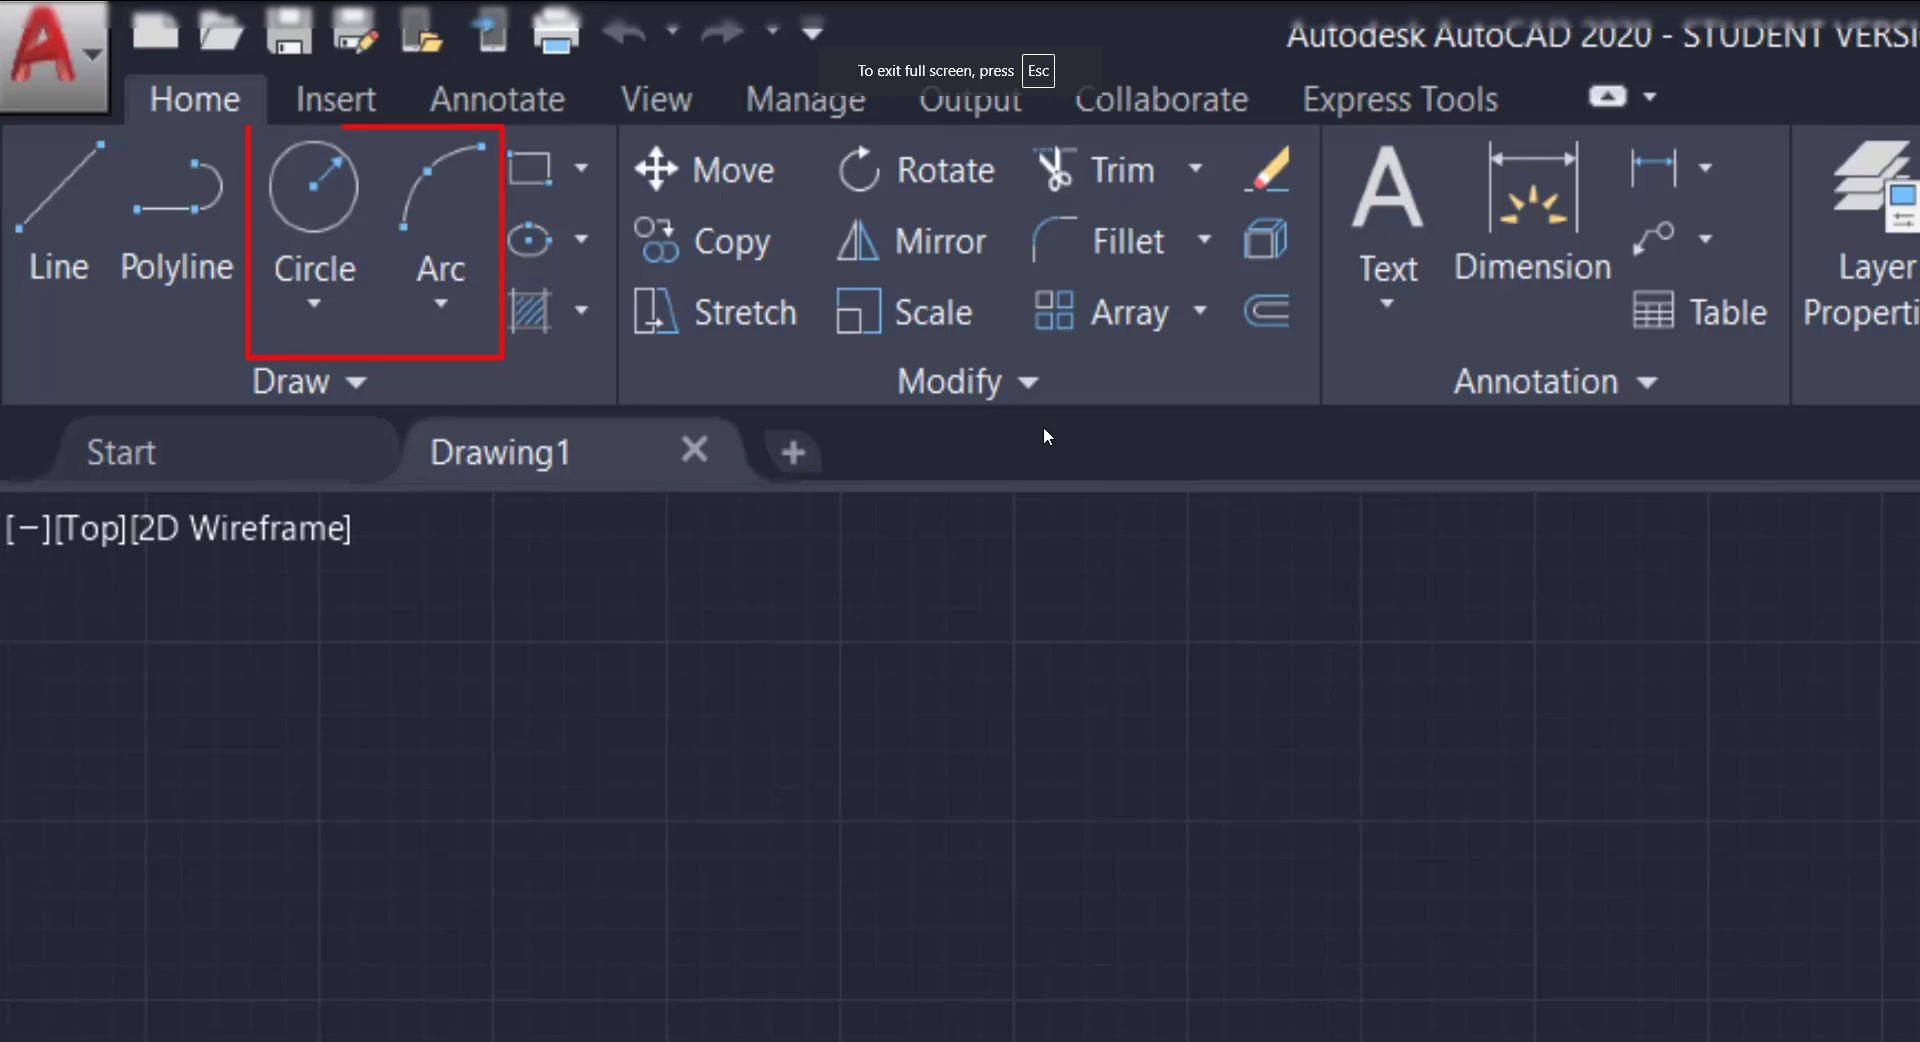 Autodesk AutoCAD 2020 - STUDENT VERSI
To exit full screen, press Esc
Home Insert Annotate View Manage Output Collaborate Express Tools
Move Rotate Trim
Copy Mirror Fillet
Line Polyline Circle Arc Text Dimension Layer
Stretch Scale Array Table Properti
Draw Modify Annotation
Start Drawing1
[−][Top][2D Wireframe]